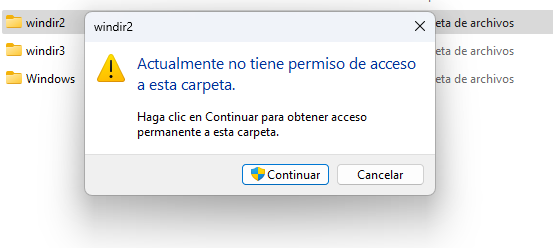 windir2
windir3
Windows
eta de archivos
eta de archivos
eta de archivos
windir2
Actualmente no tiene permiso de acceso
a esta carpeta.
Haga clic en Continuar para obtener acceso
permanente a esta carpeta.
Continuar
Cancelar